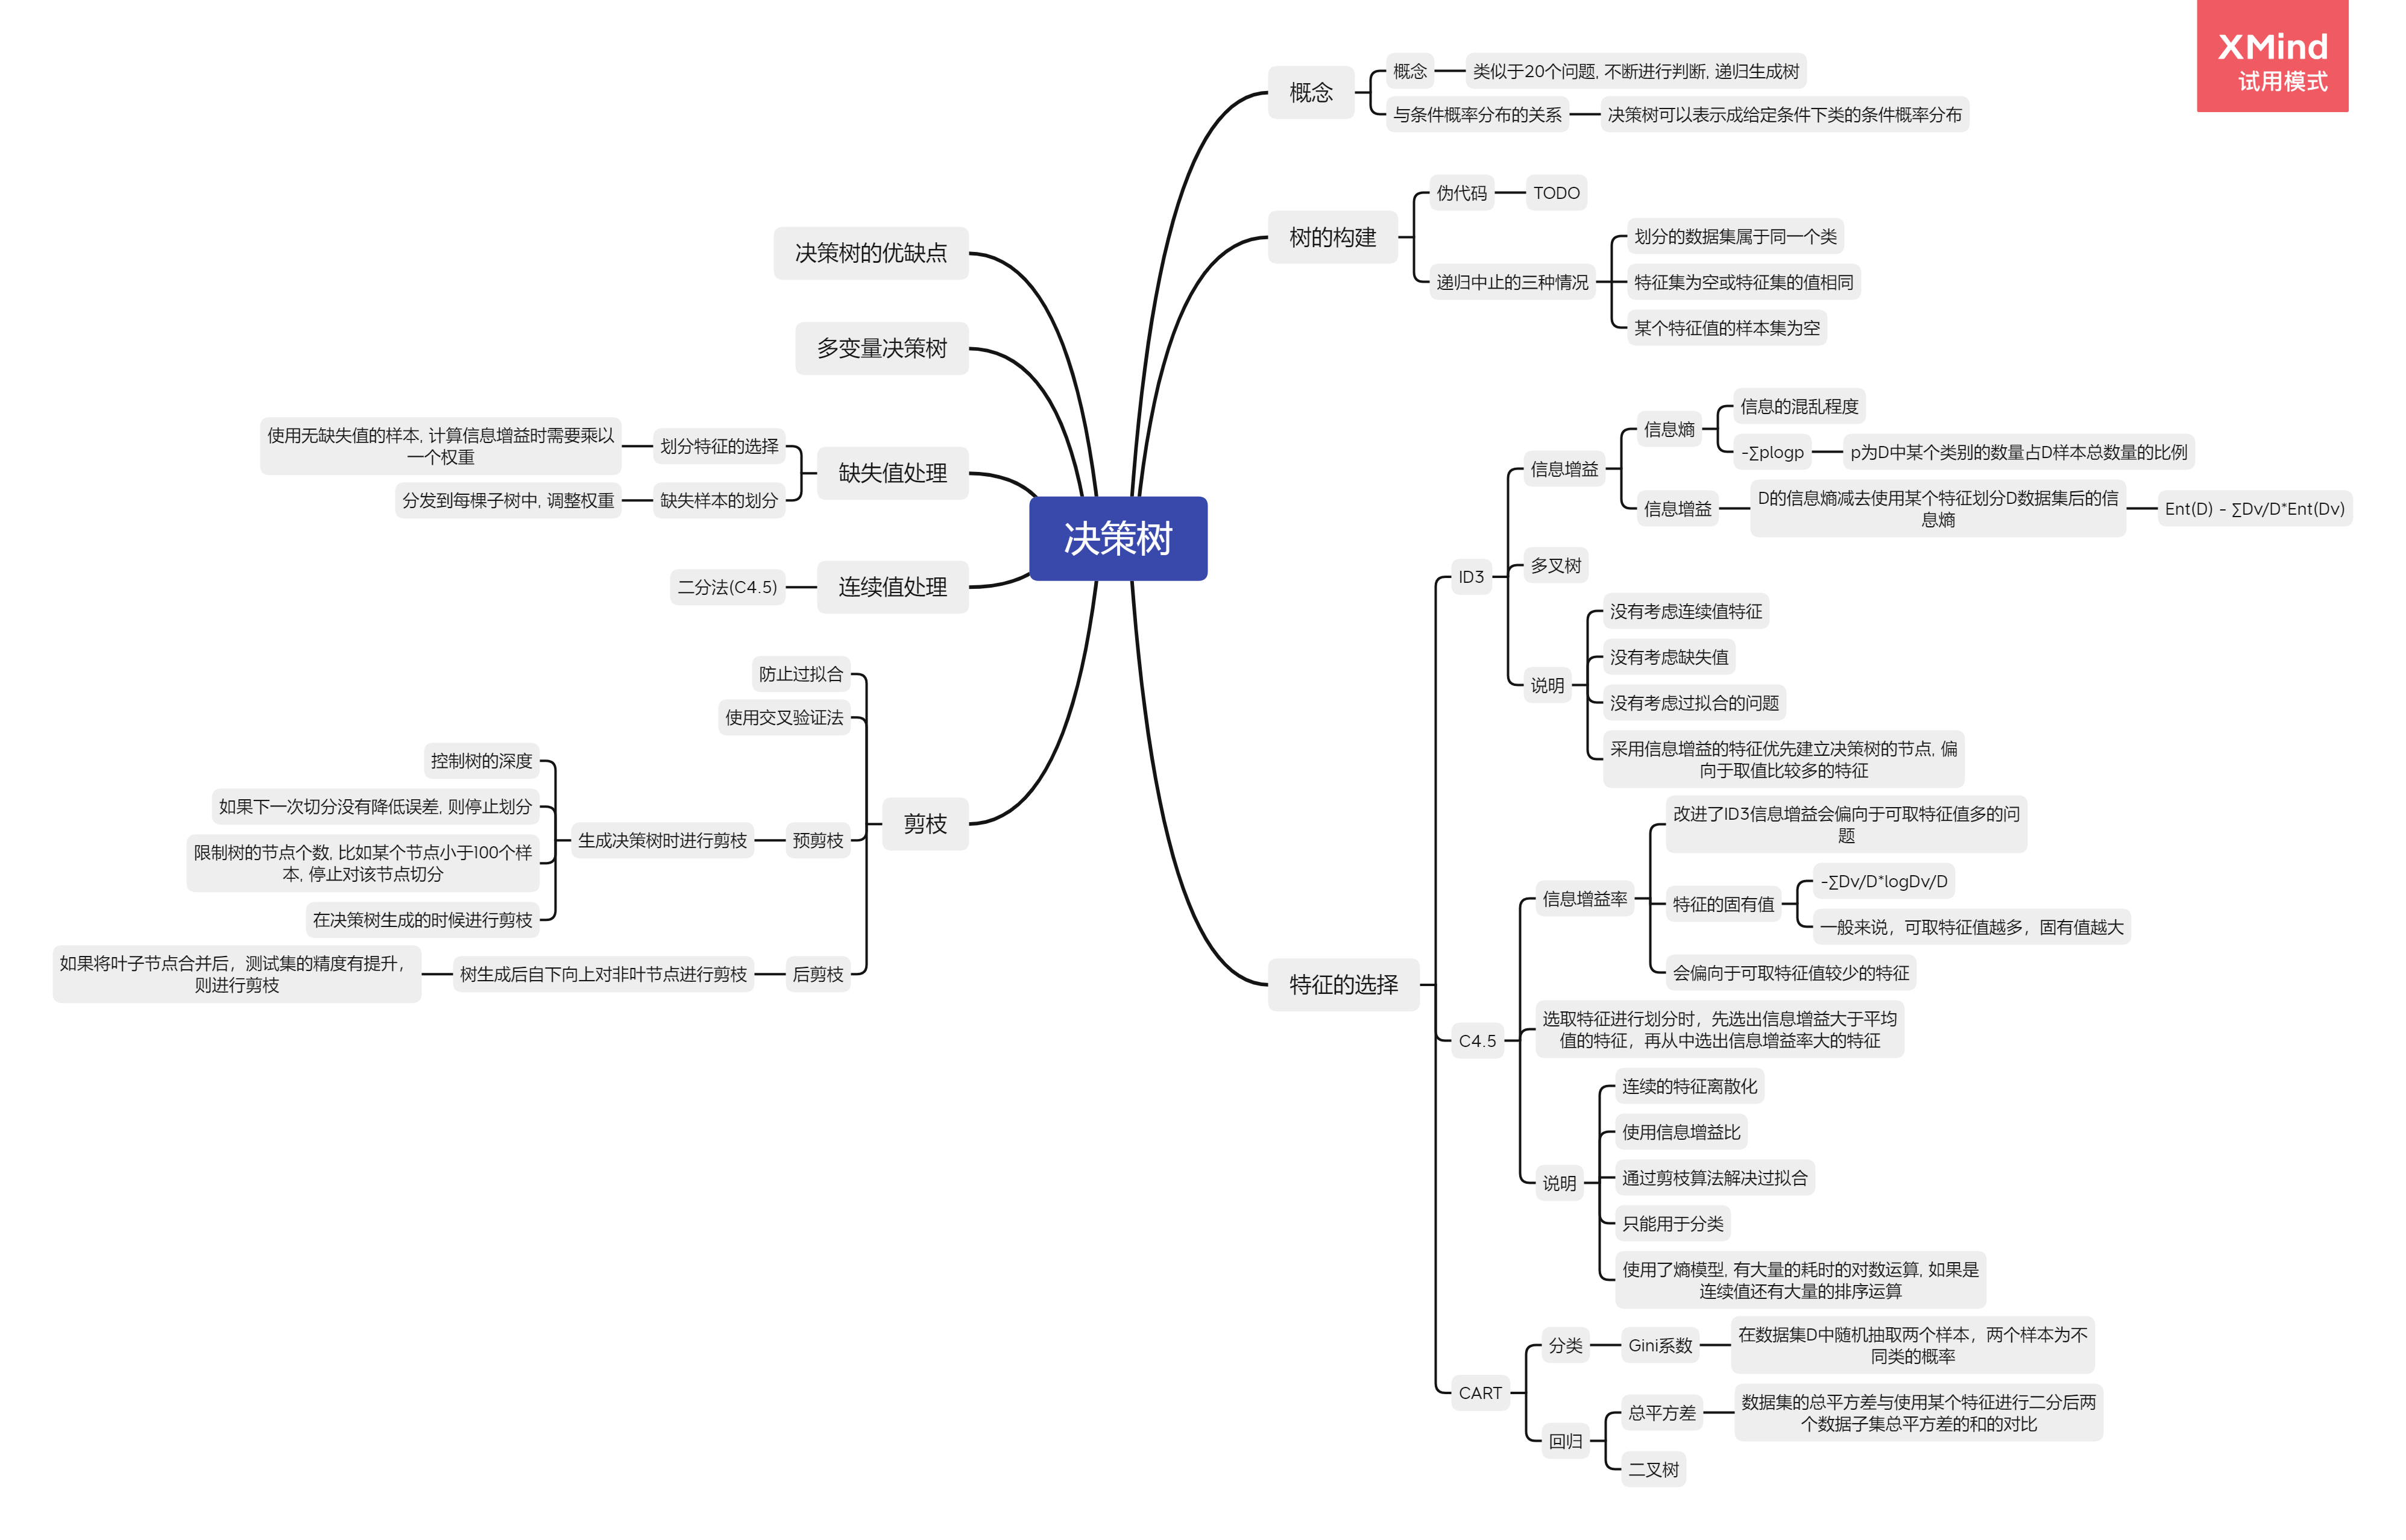 XMind
试用模式
决策树
概念
概念
类似于20个问题, 不断进行判断, 递归生成树
与条件概率分布的关系
决策树可以表示成给定条件下类的条件概率分布
树的构建
伪代码
TODO
递归中止的三种情况
划分的数据集属于同一个类
特征集为空或特征集的值相同
某个特征值的样本集为空
特征的选择
ID3
信息增益
信息熵
信息的混乱程度
-∑plogp
p为D中某个类别的数量占D样本总数量的比例
信息增益
D的信息熵减去使用某个特征划分D数据集后的信
息熵
Ent(D) - ∑Dv/D*Ent(Dv)
多叉树
说明
没有考虑连续值特征
没有考虑缺失值
没有考虑过拟合的问题
采用信息增益的特征优先建立决策树的节点, 偏
向于取值比较多的特征
C4.5
信息增益率
改进了ID3信息增益会偏向于可取特征值多的问
题
特征的固有值
-∑Dv/D*logDv/D
一般来说，可取特征值越多，固有值越大
会偏向于可取特征值较少的特征
选取特征进行划分时，先选出信息增益大于平均
值的特征，再从中选出信息增益率大的特征
说明
连续的特征离散化
使用信息增益比
通过剪枝算法解决过拟合
只能用于分类
使用了熵模型, 有大量的耗时的对数运算, 如果是
连续值还有大量的排序运算
CART
分类
Gini系数
在数据集D中随机抽取两个样本，两个样本为不
同类的概率
回归
总平方差
数据集的总平方差与使用某个特征进行二分后两
个数据子集总平方差的和的对比
二叉树
决策树的优缺点
多变量决策树
缺失值处理
划分特征的选择
使用无缺失值的样本, 计算信息增益时需要乘以
一个权重
缺失样本的划分
分发到每棵子树中, 调整权重
连续值处理
二分法(C4.5)
剪枝
防止过拟合
使用交叉验证法
预剪枝
生成决策树时进行剪枝
控制树的深度
如果下一次切分没有降低误差, 则停止划分
限制树的节点个数, 比如某个节点小于100个样
本, 停止对该节点切分
在决策树生成的时候进行剪枝
后剪枝
树生成后自下向上对非叶节点进行剪枝
如果将叶子节点合并后，测试集的精度有提升，
则进行剪枝